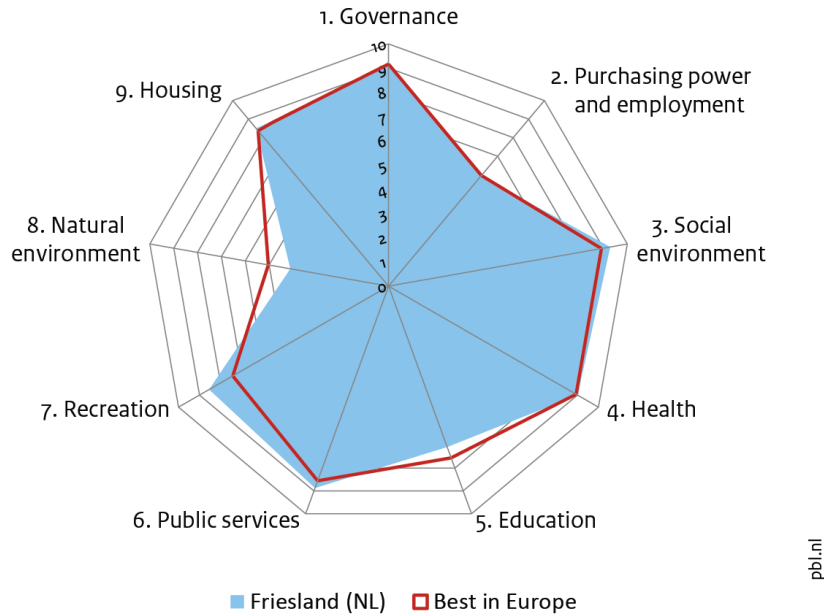 1. Governance
10
9
8
7
6
5
4
3
2
1
0
2. Purchasing power
and employment
3. Social
environment
4. Health
5. Education
6. Public services
7. Recreation
8. Natural
environment
9. Housing
Friesland (NL)
Best in Europe
pbl.nl